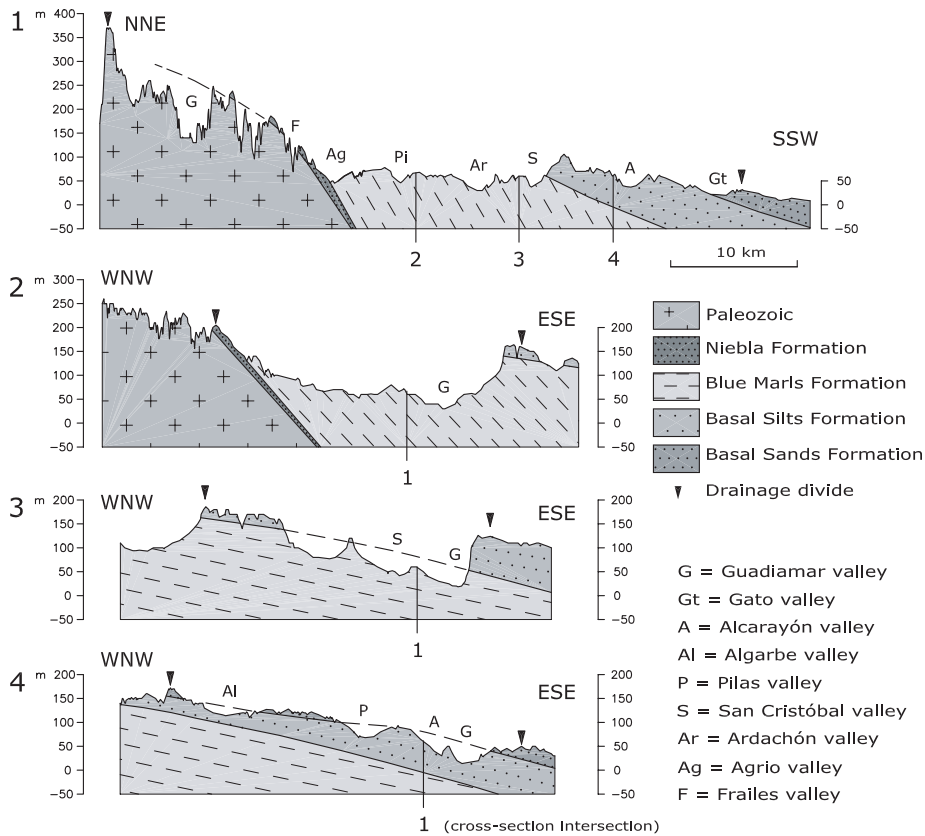 1 m 400 NNE
350
300
250
200
150
100
50
0
−50
G F Ag Pi Ar S A Gt SSW
50
0
−50
2 3 4
10 km
2 m 300 WNW
250
200
150
100
50
0
−50
G ESE
200
150
100
50
0
−50
1
Paleozoic
Niebla Formation
Blue Marls Formation
Basal Silts Formation
Basal Sands Formation
Drainage divide
3 m 200 WNW
150
100
50
0
−50
S G ESE
200
150
100
50
0
−50
1
4 m 200 WNW
150
100
50
0
−50
Al P A G ESE
200
150
100
50
0
−50
1 (cross-section Intersection)
G = Guadiamar valley
Gt = Gato valley
A = Alcarayón valley
Al = Algarbe valley
P = Pilas valley
S = San Cristóbal valley
Ar = Ardachón valley
Ag = Agrio valley
F = Frailes valley